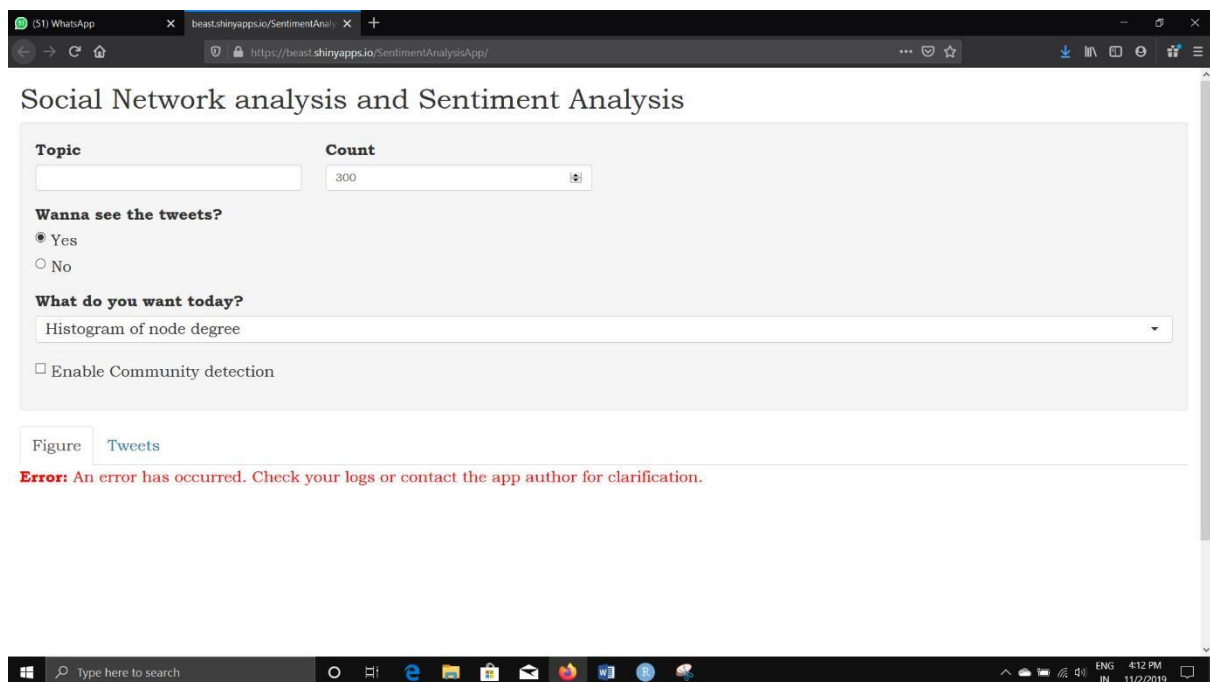 (51) WhatsApp
beast.shinyapps.io/SentimentAnaly
https://beast.shinyapps.io/SentimentAnalysisApp/
Social Network analysis and Sentiment Analysis
Topic Count
300
Wanna see the tweets?
Yes
No
What do you want today?
Histogram of node degree
Enable Community detection
Figure Tweets
Error: An error has occurred. Check your logs or contact the app author for clarification.
Type here to search
ENG 4:12 PM
IN 11/2/2019